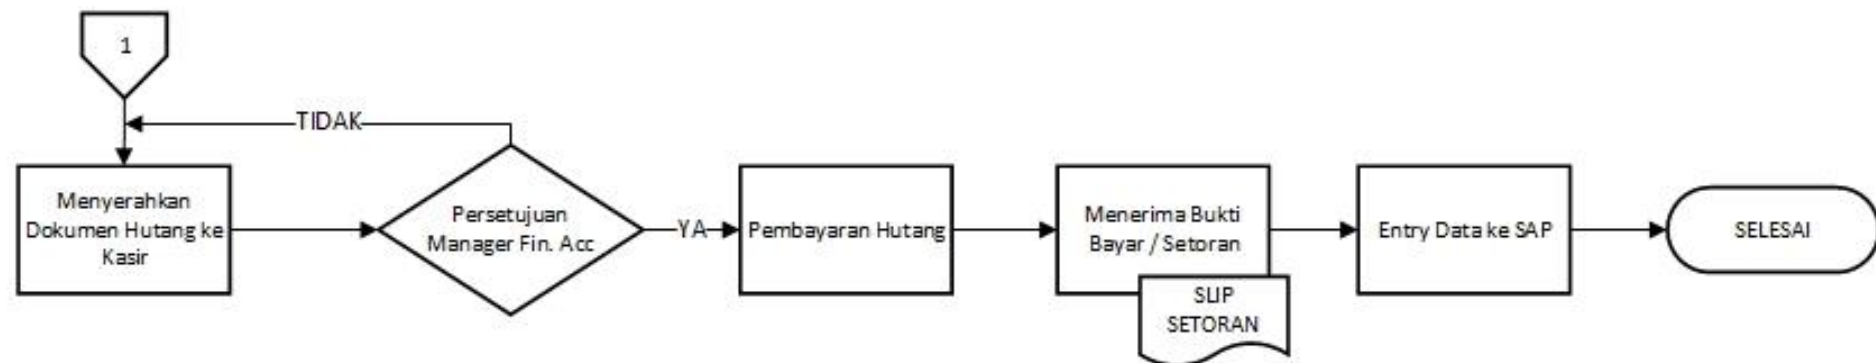 1
TIDAK
Menyerahkan
Dokumen Hutang ke
Kasir
Persetujuan
Manager Fin. Acc
YA
Pembayaran Hutang
Menerima Bukti
Bayar / Setoran
SLIP
SETORAN
Entry Data ke SAP
SELESAI